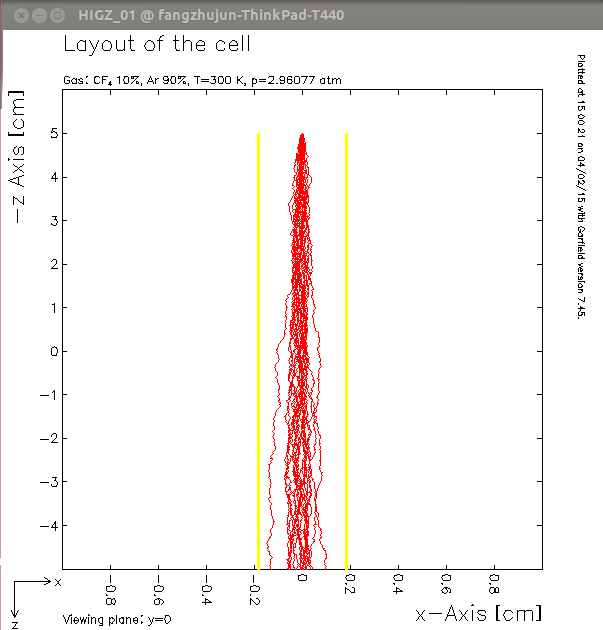 HIGZ_01 @ fangzhujun-ThinkPad-T440
Layout of the cell
Gas: CF₄ 10%, Ar 90%, T=300 K, p=2.96077 atm
−z Axis [cm]
5
4
3
2
1
0
−1
−2
−3
−4
−0.8
−0.6
−0.4
−0.2
0
0.2
0.4
0.6
0.8
x
z
x−Axis [cm]
Viewing plane: y=0
Plotted at 15.00.21 on 04/02/15 with Garfield version 7.45.